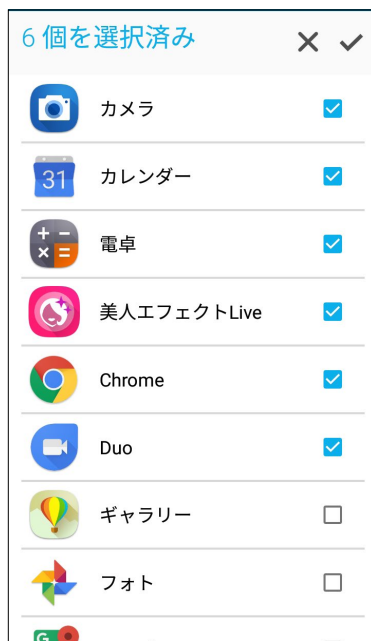 6 個を選択済み
カメラ
31
カレンダー
電卓
美人エフェクトLive
Chrome
Duo
ギャラリー
フォト
G